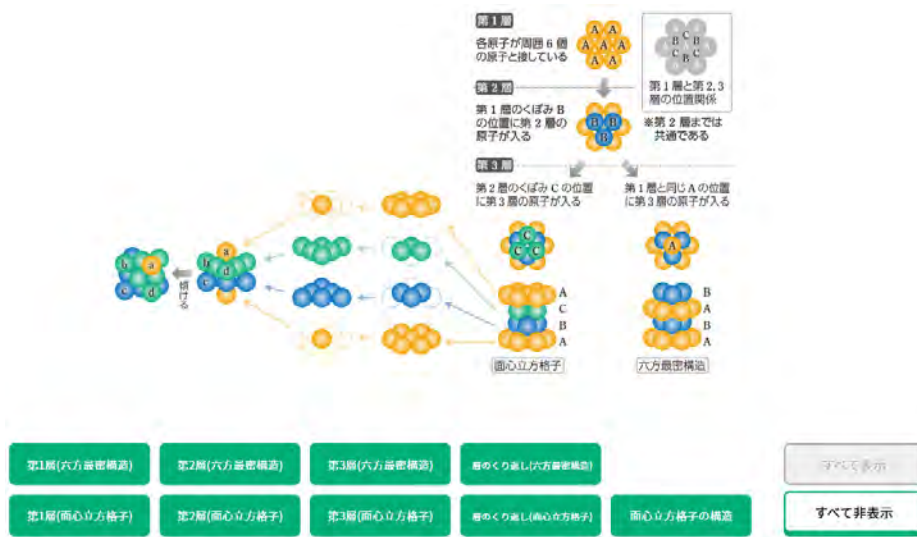 第1層
各原子が周囲6個
の原子と接している
A A
A A A
A A
C
B B
C C
B
第1層と第2,3
層の位置関係
第2層
第1層のくぼみB
の位置に第2層の
原子が入る
B B
B
※第2層までは
共通である
第3層
第2層のくぼみCの位置
に第3層の原子が入る
第1層と同じAの位置
に第3層の原子が入る
C
C C
A
A
C
B
A
面心立方格子
B
A
B
A
六方最密構造
a
b d
c
傾ける
b a
c d
第1層(六方最密構造)
第2層(六方最密構造)
第3層(六方最密構造)
層のくり返し(六方最密構造)
すべて表示
第1層(面心立方格子)
第2層(面心立方格子)
第3層(面心立方格子)
層のくり返し(面心立方格子)
面心立方格子の構造
すべて非表示